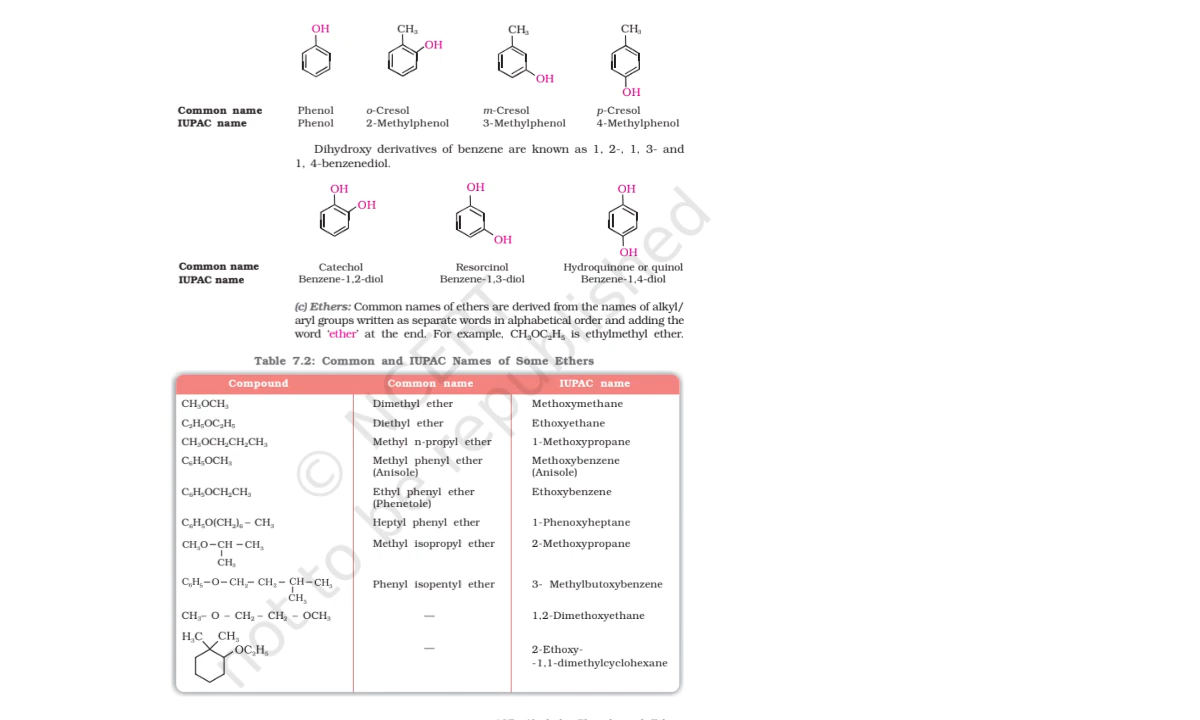 OH CH₃ CH₃ CH₃
OH
OH
OH
Common name Phenol o-Cresol m-Cresol p-Cresol
IUPAC name Phenol 2-Methylphenol 3-Methylphenol 4-Methylphenol
Dihydroxy derivatives of benzene are known as 1, 2-, 1, 3- and
1, 4-benzenediol.
OH OH OH
OH
OH
OH
Common name Catechol Resorcinol Hydroquinone or quinol
IUPAC name Benzene-1,2-diol Benzene-1,3-diol Benzene-1,4-diol
(c) Ethers: Common names of ethers are derived from the names of alkyl/
aryl groups written as separate words in alphabetical order and adding the
word 'ether' at the end. For example, CH₃OC₂H₅ is ethylmethyl ether.
Table 7.2: Common and IUPAC Names of Some Ethers
Compound Common name IUPAC name
CH₃OCH₃ Dimethyl ether Methoxymethane
C₂H₅OC₂H₅ Diethyl ether Ethoxyethane
CH₃OCH₂CH₂CH₃ Methyl n-propyl ether 1-Methoxypropane
C₆H₅OCH₃ Methyl phenyl ether Methoxybenzene
(Anisole) (Anisole)
C₆H₅OCH₂CH₃ Ethyl phenyl ether Ethoxybenzene
(Phenetole)
C₆H₅O(CH₂)₆ – CH₃ Heptyl phenyl ether 1-Phenoxyheptane
CH₃O – CH – CH₃ Methyl isopropyl ether 2-Methoxypropane
CH₃
C₆H₅ – O – CH₂ – CH₂ – CH – CH₃ Phenyl isopentyl ether 3- Methylbutoxybenzene
CH₃
CH₃ – O – CH₂ – CH₂ – OCH₃ — 1,2-Dimethoxyethane
H₃C CH₃
OC₂H₅ — 2-Ethoxy-
-1,1-dimethylcyclohexane
© NCERT
not to be republished